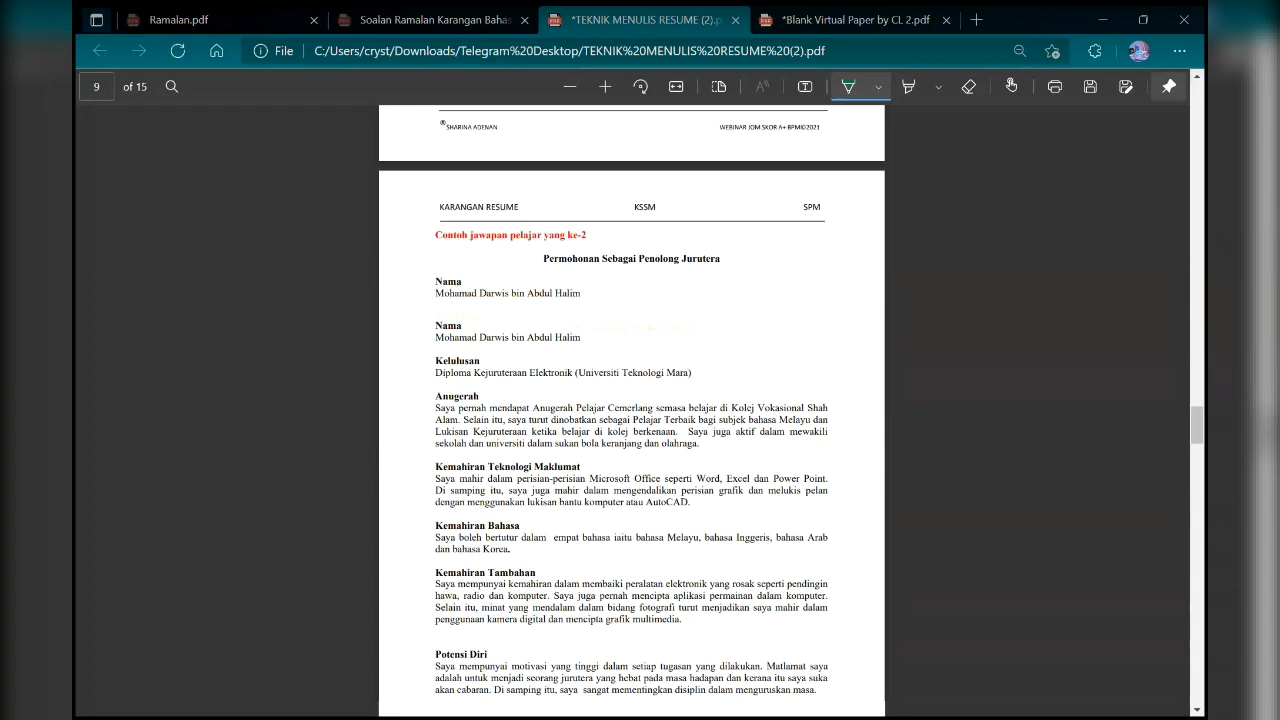 Ramalan.pdf
Soalan Ramalan Karangan Bahas
*TEKNIK MENULIS RESUME (2).p
*Blank Virtual Paper by CL 2.pdf
File
C:/Users/cryst/Downloads/Telegram%20Desktop/TEKNIK%20MENULIS%20RESUME%20(2).pdf
9 of 15
®SHARINA ADENAN WEBINAR JOM SKOR A+ BPM©2021
KARANGAN RESUME KSSM SPM
Contoh jawapan pelajar yang ke-2
Permohonan Sebagai Penolong Jurutera
Nama
Mohamad Darwis bin Abdul Halim
Nama
Mohamad Darwis bin Abdul Halim
Kelulusan
Diploma Kejuruteraan Elektronik (Universiti Teknologi Mara)
Anugerah
Saya pernah mendapat Anugerah Pelajar Cemerlang semasa belajar di Kolej Vokasional Shah
Alam. Selain itu, saya turut dinobatkan sebagai Pelajar Terbaik bagi subjek bahasa Melayu dan
Lukisan Kejuruteraan ketika belajar di kolej berkenaan. Saya juga aktif dalam mewakili
sekolah dan universiti dalam sukan bola keranjang dan olahraga.
Kemahiran Teknologi Maklumat
Saya mahir dalam perisian-perisian Microsoft Office seperti Word, Excel dan Power Point.
Di samping itu, saya juga mahir dalam mengendalikan perisian grafik dan melukis pelan
dengan menggunakan lukisan bantu komputer atau AutoCAD.
Kemahiran Bahasa
Saya boleh bertutur dalam empat bahasa iaitu bahasa Melayu, bahasa Inggeris, bahasa Arab
dan bahasa Korea.
Kemahiran Tambahan
Saya mempunyai kemahiran dalam membaiki peralatan elektronik yang rosak seperti pendingin
hawa, radio dan komputer. Saya juga pernah mencipta aplikasi permainan dalam komputer.
Selain itu, minat yang mendalam dalam bidang fotografi turut menjadikan saya mahir dalam
penggunaan kamera digital dan mencipta grafik multimedia.
Potensi Diri
Saya mempunyai motivasi yang tinggi dalam setiap tugasan yang dilakukan. Matlamat saya
adalah untuk menjadi seorang jurutera yang hebat pada masa hadapan dan kerana itu saya suka
akan cabaran. Di samping itu, saya sangat mementingkan disiplin dalam menguruskan masa.